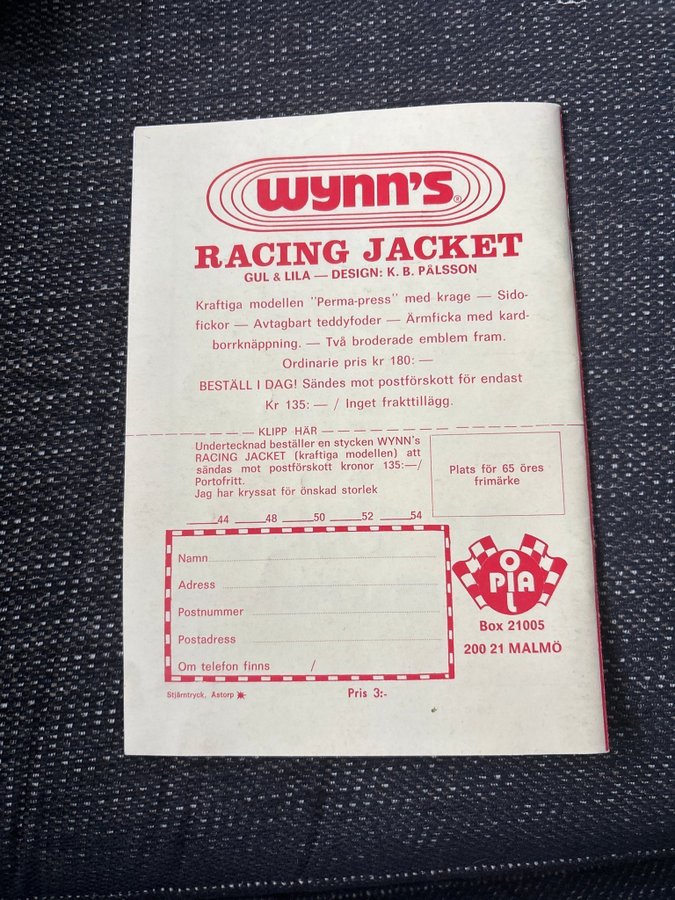 wynn's®
RACING JACKET
GUL & LILA — DESIGN: K. B. PÅLSSON
Kraftiga modellen "Perma-press" med krage — Sido-
fickor — Avtagbart teddyfoder — Ärmficka med kard-
borrknäppning. — Två broderade emblem fram.
Ordinarie pris kr 180: —
BESTÄLL I DAG! Sändes mot postförskott för endast
Kr 135: — / Inget frakttillägg.
KLIPP HÄR
Undertecknad beställer en stycken WYNN's
RACING JACKET (kraftiga modellen) att
sändas mot postförskott kronor 135:—/
Portofritt.
Jag har kryssat för önskad storlek
Plats för 65 öres
frimärke
44 48 50 52 54
Namn
Adress
Postnummer
Postadress
Om telefon finns /
O
PIA
L
Box 21005
200 21 MALMÖ
Stjärntryck, Åstorp
Pris 3:-